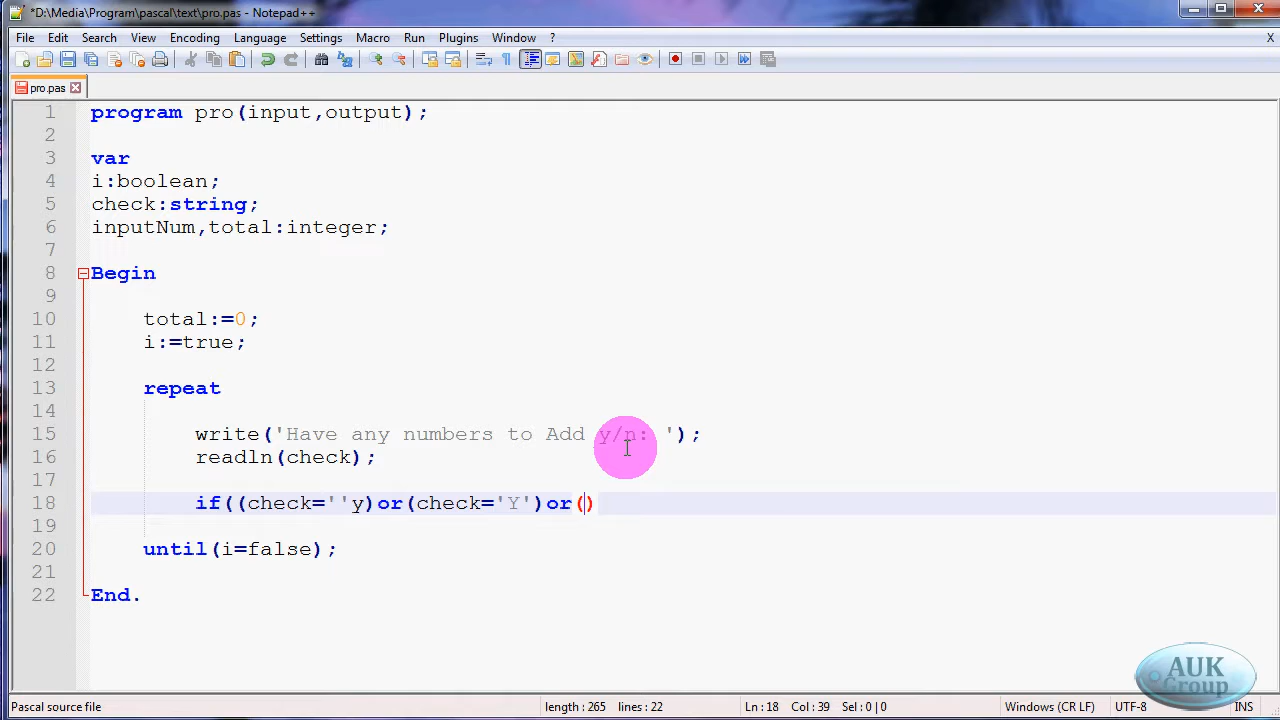 *D:\Media\Program\pascal\text\pro.pas - Notepad++
File Edit Search View Encoding Language Settings Macro Run Plugins Window ? X
pro.pas
1 program pro(input,output);
2
3 var
4 i:boolean;
5 check:string;
6 inputNum,total:integer;
7
8 Begin
9
10 total:=0;
11 i:=true;
12
13 repeat
14
15 write('Have any numbers to Add y/n: ');
16 readln(check);
17
18 if((check=''y)or(check='Y')or()
19
20 until(i=false);
21
22 End.
AUK
Group
Pascal source file length : 265 lines : 22 Ln : 18 Col : 39 Sel : 0 | 0 Windows (CR LF) UTF-8 INS